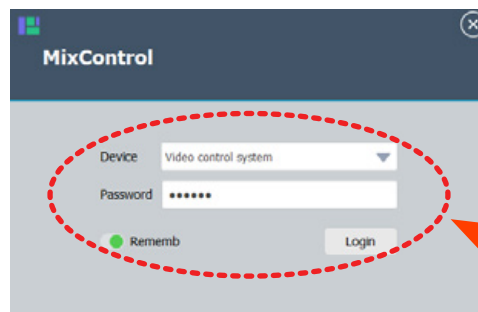 MixControl
Device Video control system
Password ••••••
Rememb Login